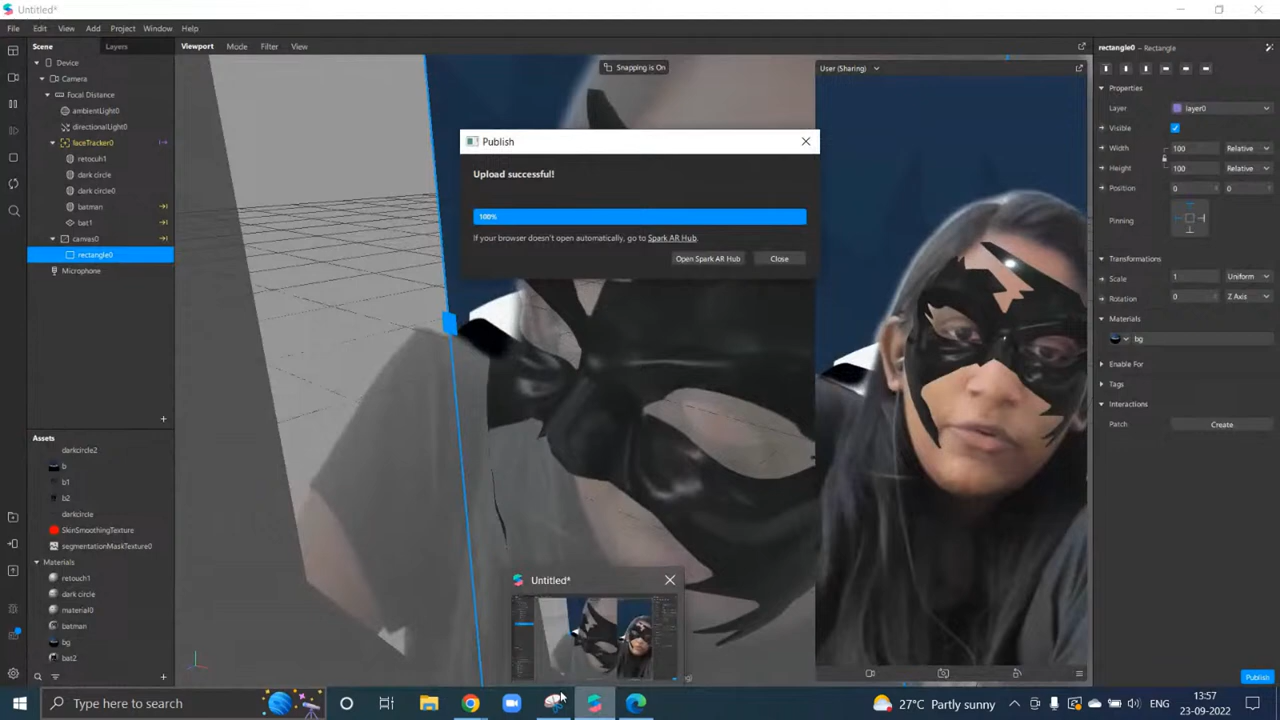 Untitled*
File Edit View Add Project Window Help
Scene Layers
Device
Camera
Focal Distance
ambientLight0
directionalLight0
faceTracker0
retocuh1
dark circle
dark circle0
batman
bat1
canvas0
rectangle0
Microphone
Assets
darkcircle2
b
b1
b2
darkcircle
SkinSmoothingTexture
segmentationMaskTexture0
Materials
retouch1
dark circle
material0
batman
bg
bat2
Viewport Mode Filter View
Snapping is On
User (Sharing)
Publish
Upload successful!
100%
If your browser doesn't open automatically, go to Spark AR Hub.
Open Spark AR Hub Close
Untitled*
rectangle0 – Rectangle
Properties
Layer layer0
Visible
Width 100 Relative
Height 100 Relative
Position 0 0
Pinning
Transformations
Scale 1 Uniform
Rotation 0 Z Axis
Materials
bg
Enable For
Tags
Interactions
Patch Create
Publish
Type here to search
27°C Partly sunny
ENG
13:57
23-09-2022